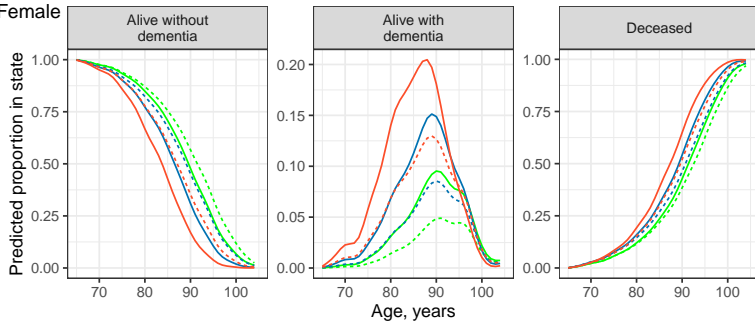 Female
Alive without
dementia
Alive with
dementia
Deceased
Predicted proportion in state
1.00
0.75
0.50
0.25
0.00
70 80 90 100
0.20
0.15
0.10
0.05
0.00
70 80 90 100
1.00
0.75
0.50
0.25
0.00
70 80 90 100
Age, years